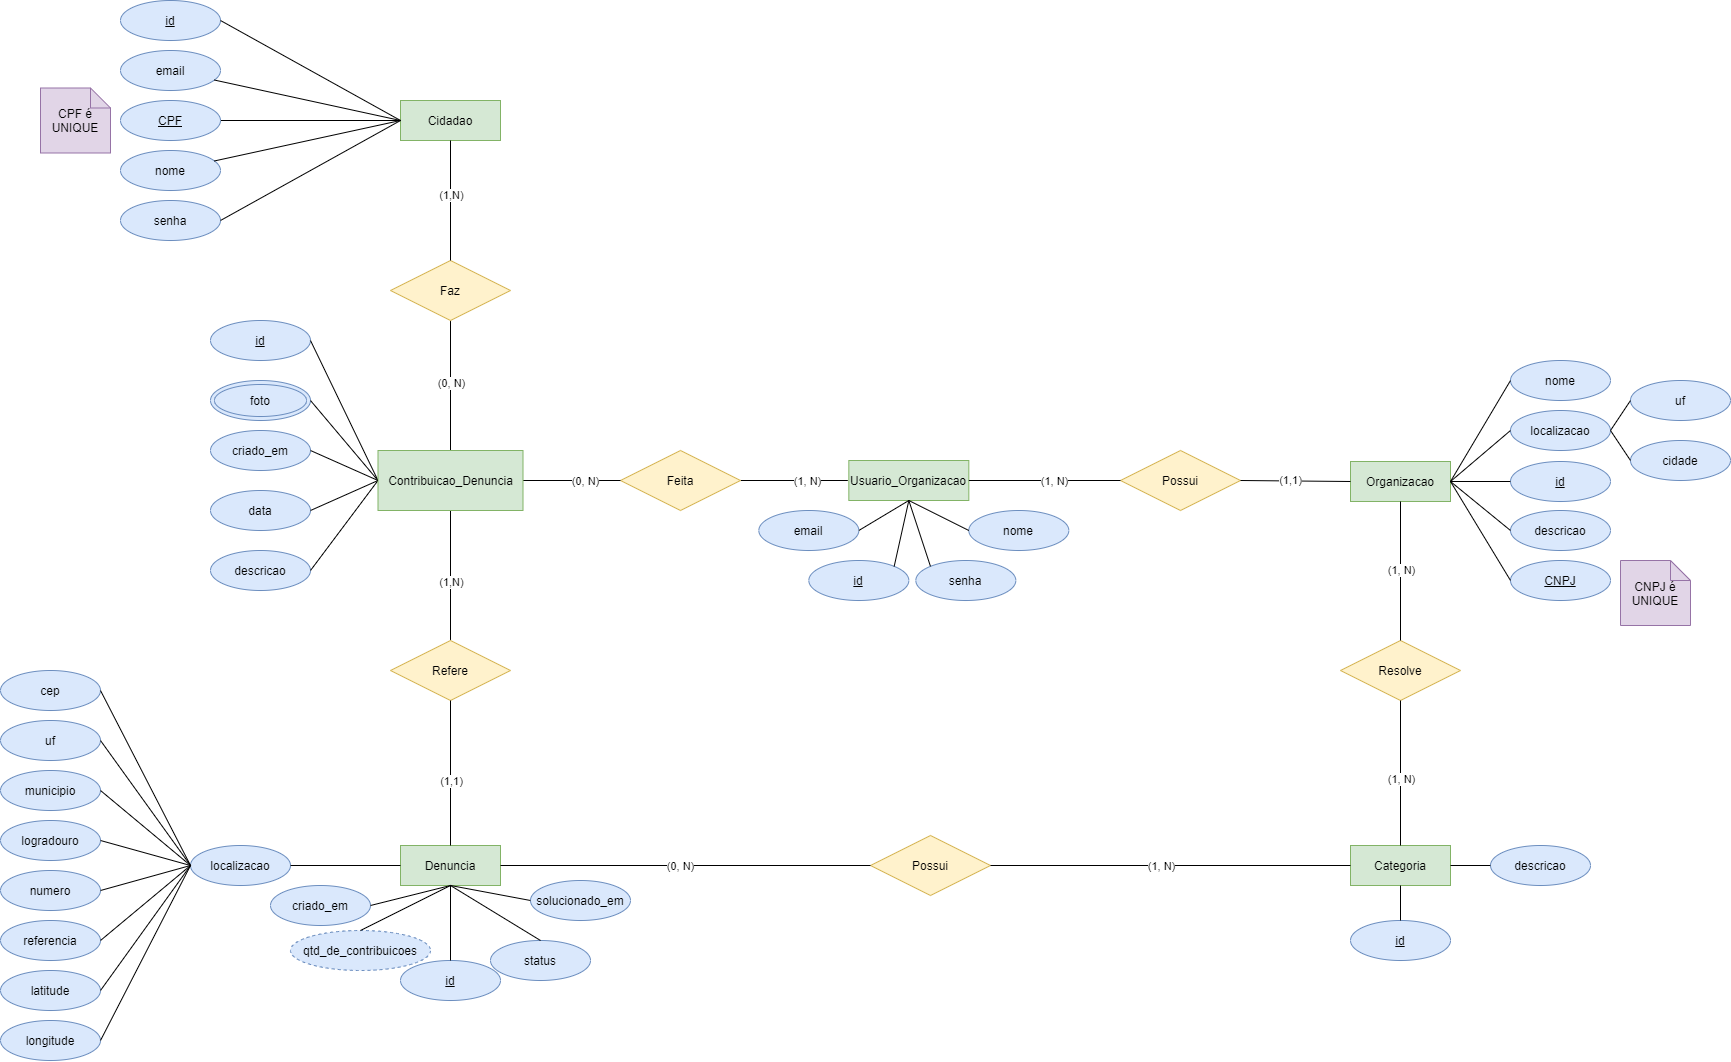 id
email
CPF é
UNIQUE
CPF
nome
senha
Cidadao
(1,N)
Faz
(0, N)
id
foto
criado_em
data
descricao
Contribuicao_Denuncia
(0, N)
Feita
(1, N)
Usuario_Organizacao
email
id
senha
nome
(1, N)
Possui
(1,1)
Organizacao
nome
localizacao
uf
cidade
id
descricao
CNPJ
CNPJ é
UNIQUE
(1,N)
Refere
(1,1)
(1, N)
Resolve
(1, N)
cep
uf
municipio
logradouro
numero
referencia
latitude
longitude
localizacao
Denuncia
criado_em
qtd_de_contribuicoes
id
status
solucionado_em
(0, N)
Possui
(1, N)
Categoria
descricao
id